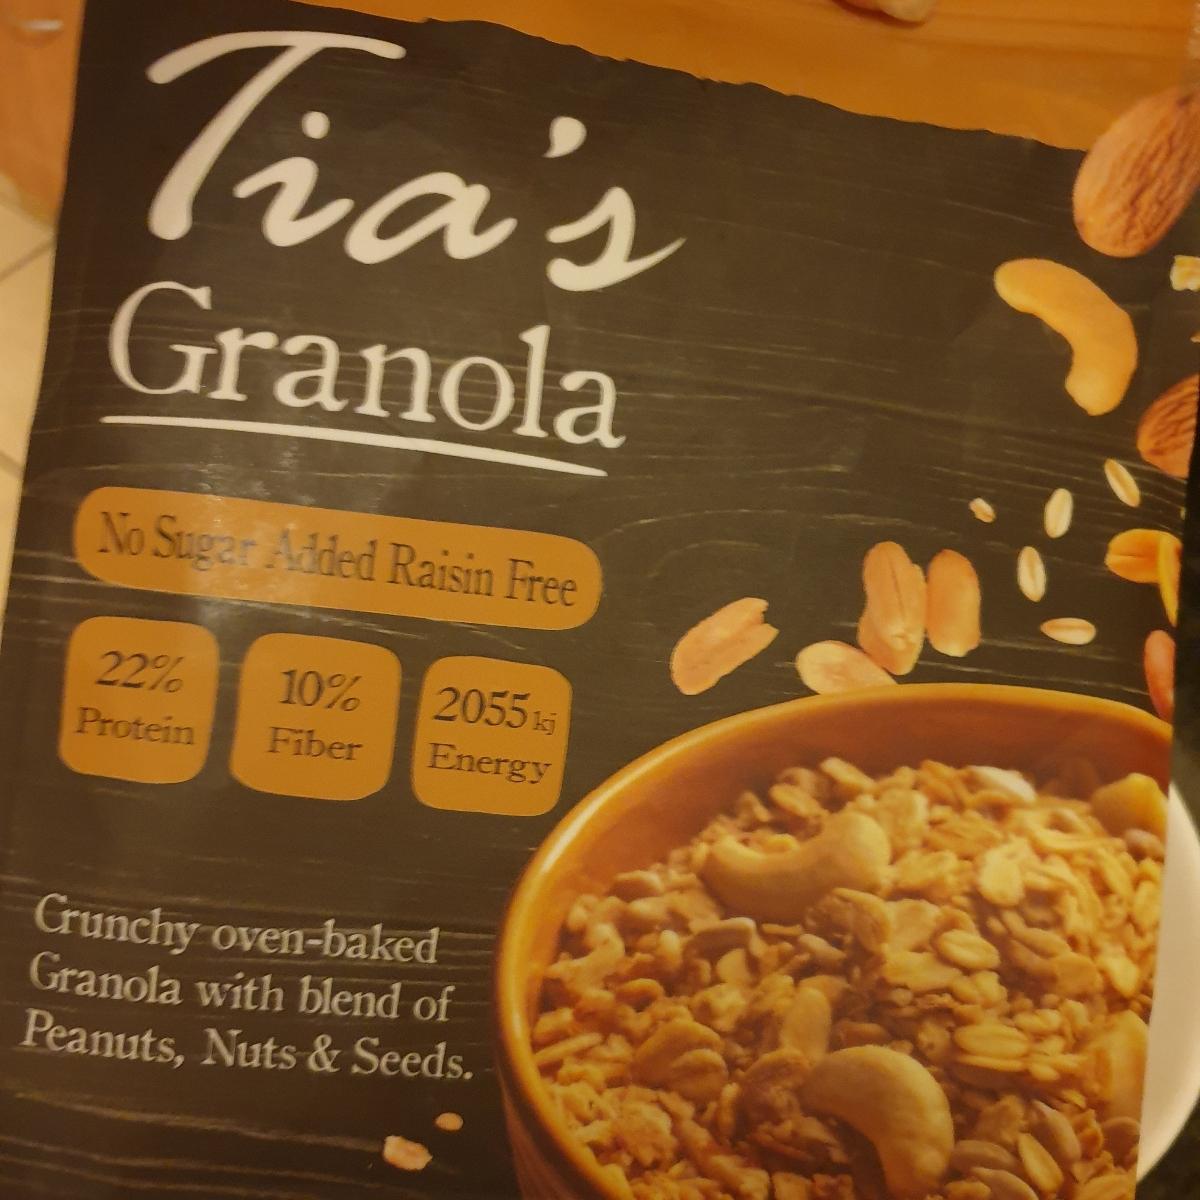 Tia's
Granola
No Sugar Added Raisin Free
22%
Protein
10%
Fiber
2055 kj
Energy
Crunchy oven-baked
Granola with blend of
Peanuts, Nuts & Seeds.